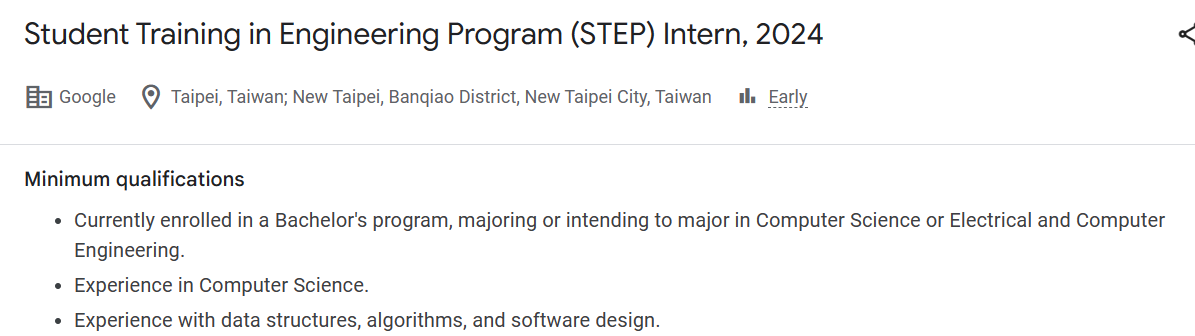 Student Training in Engineering Program (STEP) Intern, 2024
Google Taipei, Taiwan; New Taipei, Banqiao District, New Taipei City, Taiwan Early
Minimum qualifications
• Currently enrolled in a Bachelor's program, majoring or intending to major in Computer Science or Electrical and Computer
Engineering.
• Experience in Computer Science.
• Experience with data structures, algorithms, and software design.